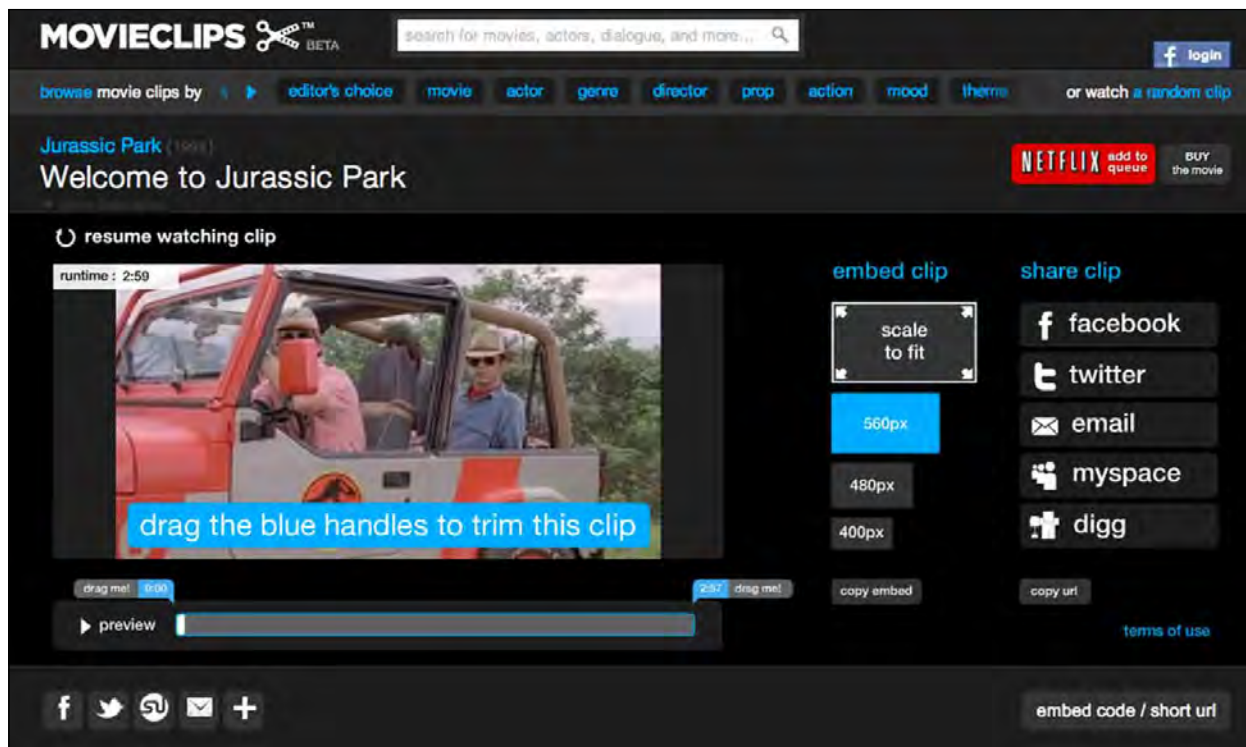 MOVIECLIPS ™ BETA
search for movies, actors, dialogue, and more...
f login
browse movie clips by editor's choice movie actor genre director prop action mood theme or watch a random clip
Jurassic Park (1993)
Welcome to Jurassic Park
NETFLIX add to queue
BUY the movie
resume watching clip
runtime : 2:59
drag the blue handles to trim this clip
drag me! 0:00
2:57 drag me!
preview
embed clip
scale
to fit
560px
480px
400px
copy embed
share clip
facebook
twitter
email
myspace
digg
copy url
terms of use
embed code / short url